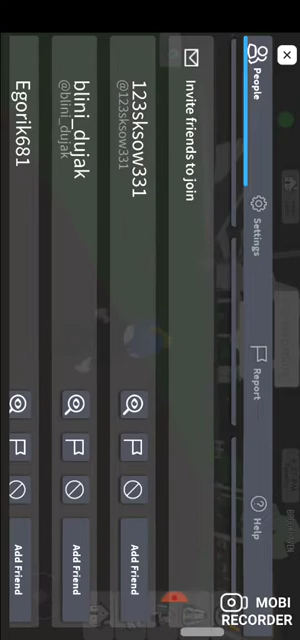 People
Settings
Report
Help
Invite friends to join
123sksow331
@123sksow331
Add Friend
blini_dujak
@blini_dujak
Add Friend
Egorik681
Add Friend
MOBI
RECORDER